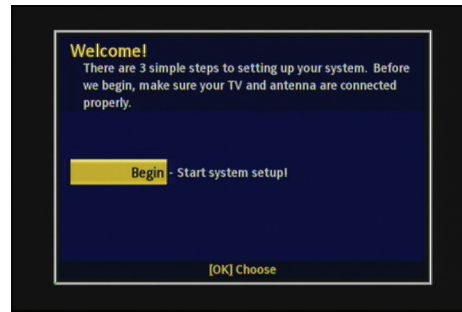 Welcome!
There are 3 simple steps to setting up your system. Before
we begin, make sure your TV and antenna are connected
properly.
Begin - Start system setup!
[OK] Choose